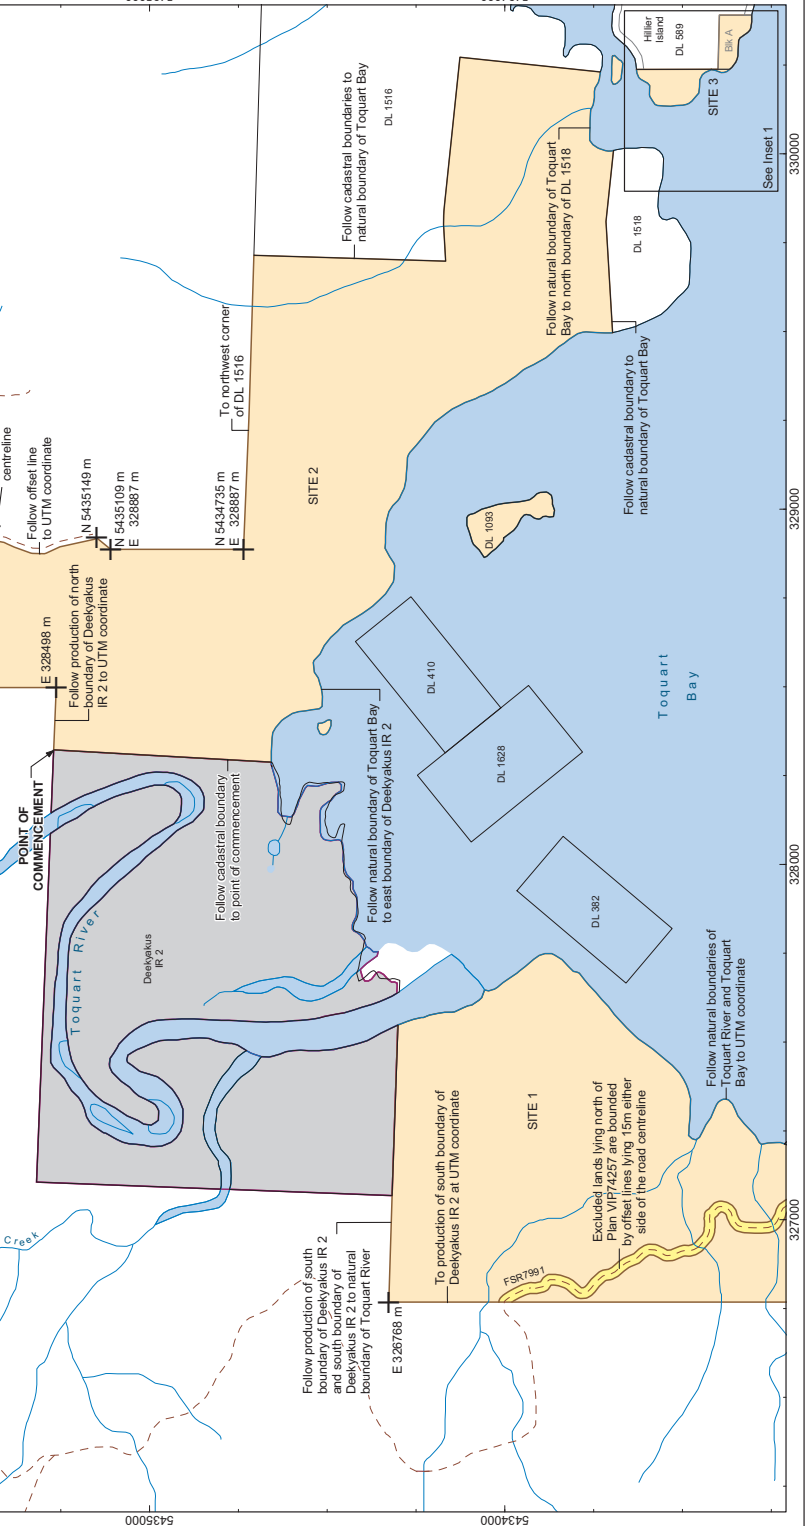 centreline
Follow offset line
to UTM coordinate
N 5435149 m
N 5435109 m
E 328887 m
N 5434735 m
E 328887 m
To northwest corner
of DL 1516
Follow cadastral boundaries to
natural boundary of Toquart Bay
DL 1516
Hillier
Island
DL 589
Blk A
SITE 3
See Inset 1
330000
Follow natural boundary of Toquart
Bay to north boundary of DL 1518
DL 1518
Follow cadastral boundary to
natural boundary of Toquart Bay
SITE 2
329000
DL 1093
E 328498 m
Follow production of north
boundary of Deekyakus
IR 2 to UTM coordinate
POINT OF
COMMENCEMENT
Follow cadastral boundary
to point of commencement
Follow natural boundary of Toquart Bay
to east boundary of Deekyakus IR 2
DL 410
DL 1628
DL 382
Toquart
Bay
328000
Toquart River
Deekyakus
IR 2
Follow natural boundaries of
Toquart River and Toquart
Bay to UTM coordinate
SITE 1
To production of south boundary of
Deekyakus IR 2 at UTM coordinate
Excluded lands lying north of
Plan VIP74257 are bounded
by offset lines lying 15m either
side of the road centreline
FSR7991
327000
Creek
Follow production of south
boundary of Deekyakus IR 2
and south boundary of
Deekyakus IR 2 to natural
boundary of Toquart River
E 326768 m
5435000
5434000